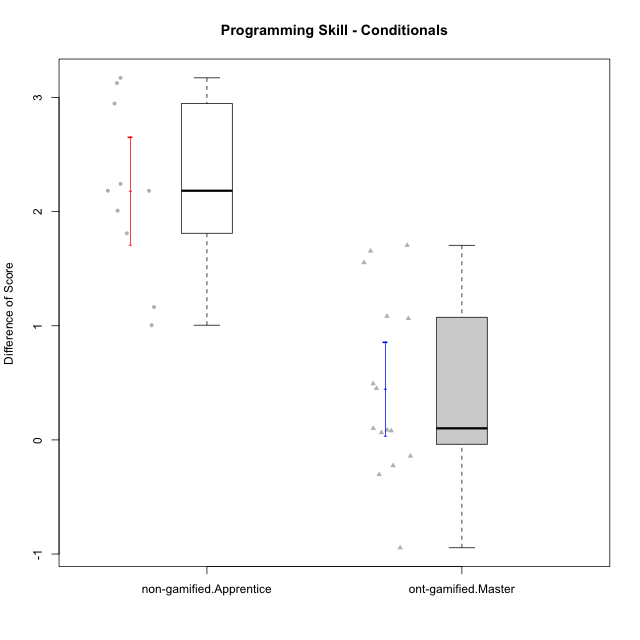 Programming Skill - Conditionals
Difference of Score
3
2
1
0
-1
non-gamified.Apprentice
ont-gamified.Master